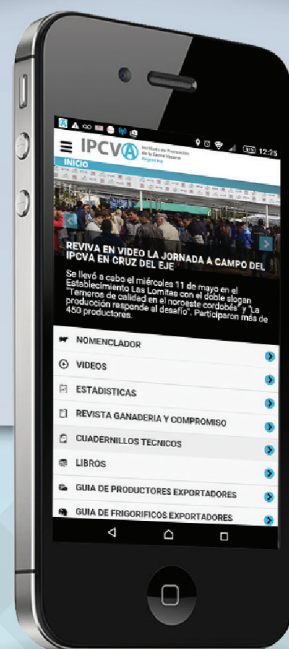 12:25
IPCVA
Instituto de Promoción
de la Carne Vacuna
Argentina
INICIO
REVIVA EN VIDEO LA JORNADA A CAMPO DEL
IPCVA EN CRUZ DEL EJE
Se llevó a cabo el miércoles 11 de mayo en el
Establecimiento Las Lomitas con el doble slogan
"Terneros de calidad en el noroeste cordobés" y "La
producción responde al desafío". Participaron más de
450 productores.
NOMENCLADOR
VIDEOS
ESTADISTICAS
REVISTA GANADERIA Y COMPROMISO
CUADERNILLOS TECNICOS
LIBROS
GUIA DE PRODUCTORES EXPORTADORES
GUIA DE FRIGORIFICOS EXPORTADORES